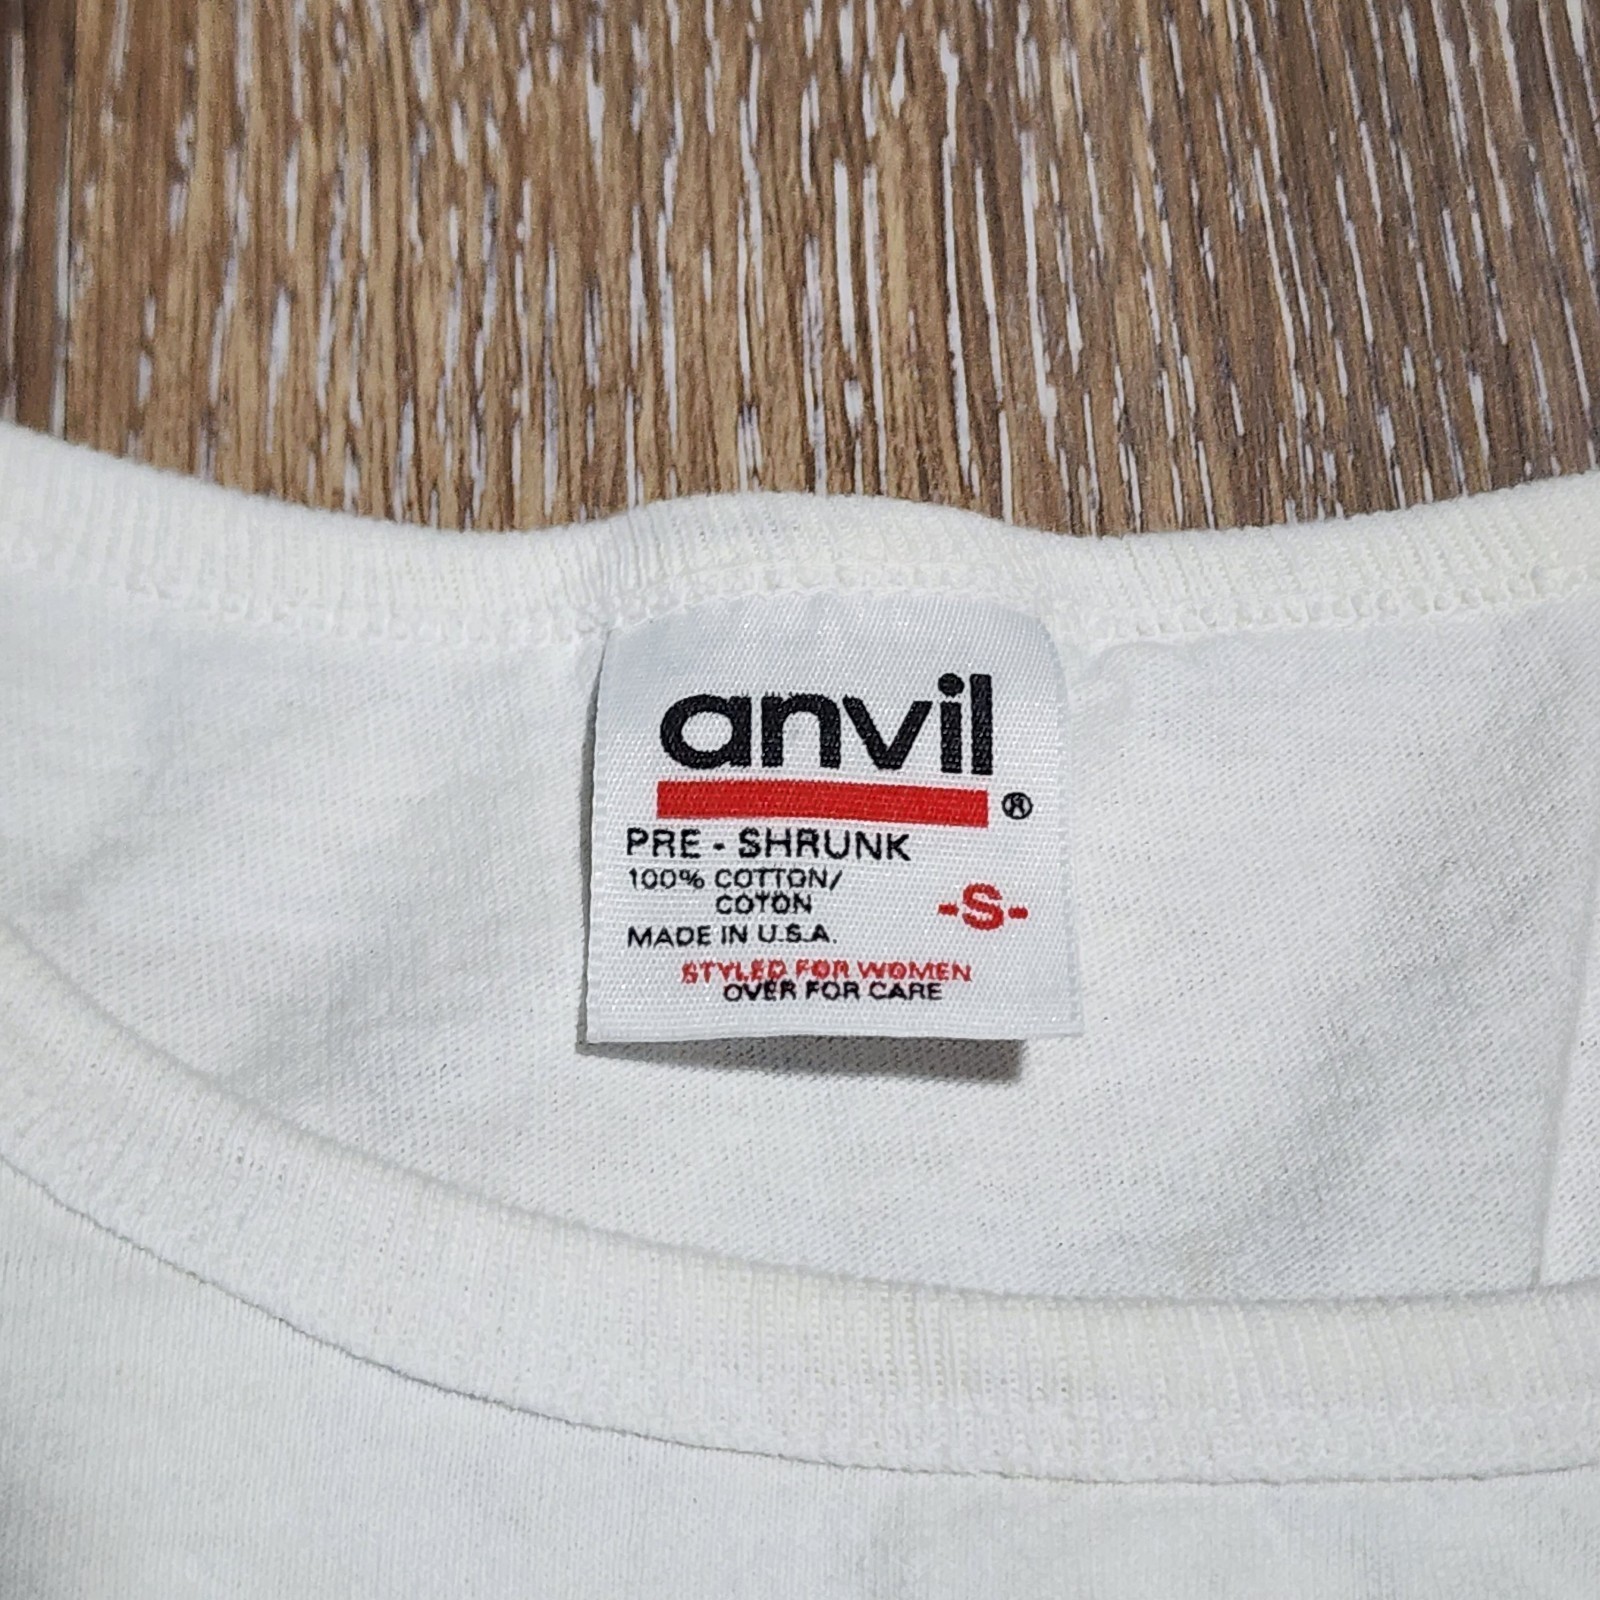 anvil ®
PRE - SHRUNK
100% COTTON/
COTON
-S-
MADE IN U.S.A.
STYLED FOR WOMEN
OVER FOR CARE